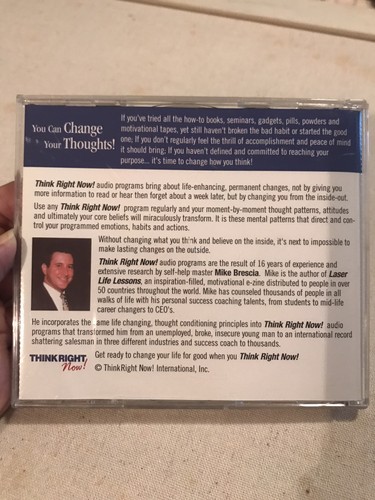 You Can Change
Your Thoughts!
If you've tried all the how-to books, seminars, gadgets, pills, powders and
motivational tapes, yet still haven't broken the bad habit or started the good
one; If you don't regularly feel the thrill of accomplishment and peace of mind
it should bring; If you haven't defined and committed to reaching your
purpose... it's time to change how you think!
Think Right Now! audio programs bring about life-enhancing, permanent changes, not by giving you
more information to read or hear then forget about a week later, but by changing you from the inside-out.
Use any Think Right Now! program regularly and your moment-by-moment thought patterns, attitudes
and ultimately your core beliefs will miraculously transform. It is these mental patterns that direct and con-
trol your programmed emotions, habits and actions.
Without changing what you think and believe on the inside, it's next to impossible to
making changes on the outside.
Think Right Now! audio programs are the result of 16 years of experience and
extensive research by self-help master Mike Brescia. Mike is the author of Laser
Life Lessons, an inspiration-filled, motivational e-zine distributed to people in over
50 countries throughout the world. Mike has counseled thousands of people in all
walks of life with his personal success coaching talents, from students to mid-life
career changers to CEO's.
He incorporates the same life changing, thought conditioning principles into Think Right Now! audio
programs that transformed him from an unemployed, broke, insecure young man to an international record
shattering salesman in three different industries and success coach to thousands.
THINKRIGHT
Now!
Get ready to change your life for good when you Think Right Now!
© ThinkRight Now! International, Inc.